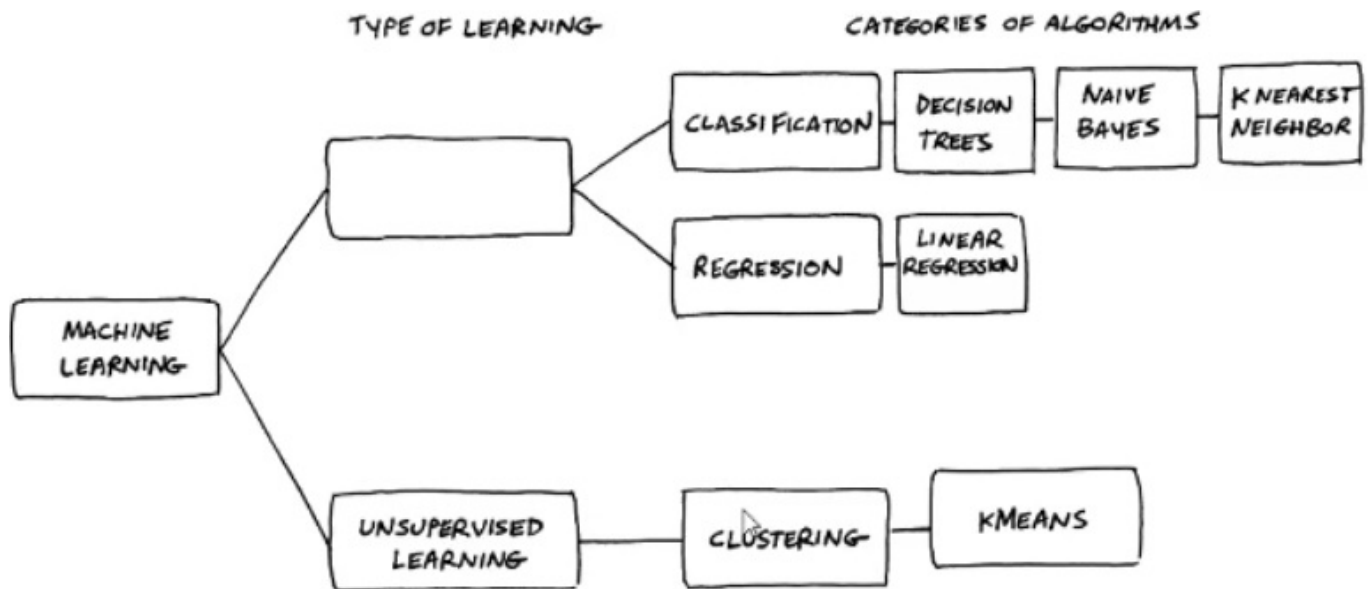 TYPE OF LEARNING
CATEGORIES OF ALGORITHMS
CLASSIFICATION
DECISION
TREES
NAIVE
BAYES
K NEAREST
NEIGHBOR
REGRESSION
LINEAR
REGRESSION
MACHINE
LEARNING
UNSUPERVISED
LEARNING
CLUSTERING
KMEANS